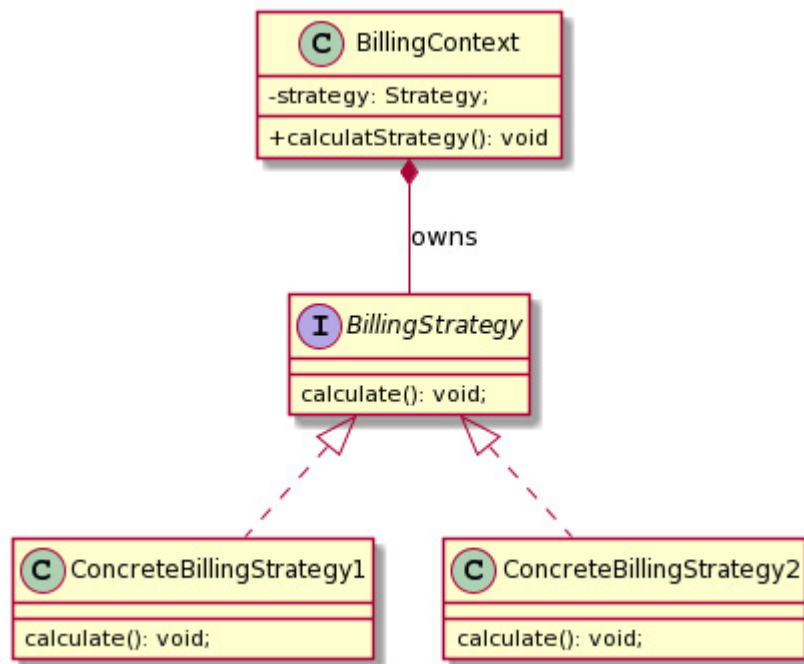 C BillingContext
-strategy: Strategy;
+calculatStrategy(): void
owns
I BillingStrategy
calculate(): void;
C ConcreteBillingStrategy1
calculate(): void;
C ConcreteBillingStrategy2
calculate(): void;